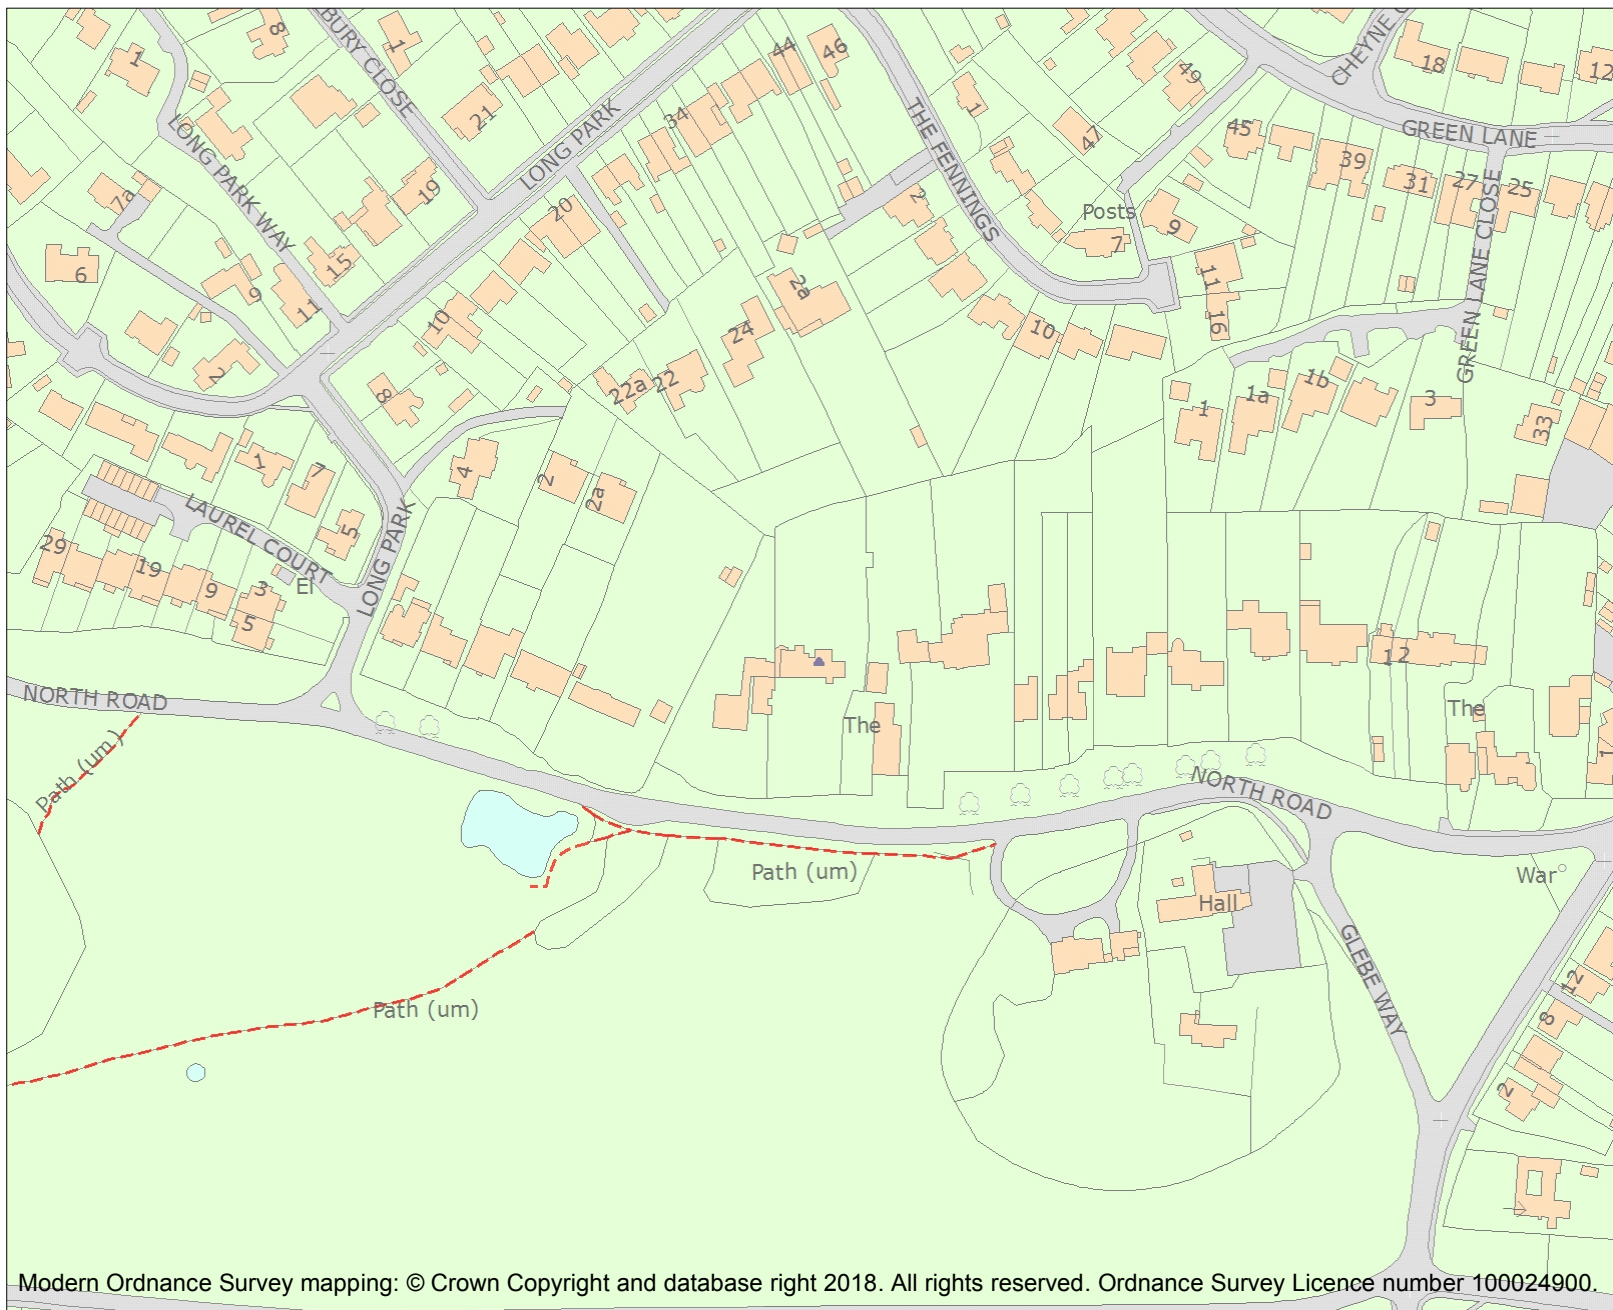 8
LBURY CLOSE
1
44
46
CHEYNE
18
12
1
21
49
1
34
THE FENNINGS
LONG PARK
47
45
GREEN LANE
LONG PARK WAY
39
31
27
25
19
7a
2
20
Posts
7
9
GREEN LANE CLOSE
6
15
9
11
2a
11
16
10
24
10
2
8
22a
22
1
1a
1b
3
33
1
7
4
2
2a
LAUREL COURT
5
LONG PARK
29
19
9
3
5
El
1
2
NORTH ROAD
The
The
1
Path (um)
NORTH ROAD
Path (um)
War
Hall
GLEBE WAY
12
8
Path (um)
2
Modern Ordnance Survey mapping: © Crown Copyright and database right 2018. All rights reserved. Ordnance Survey Licence number 100024900.